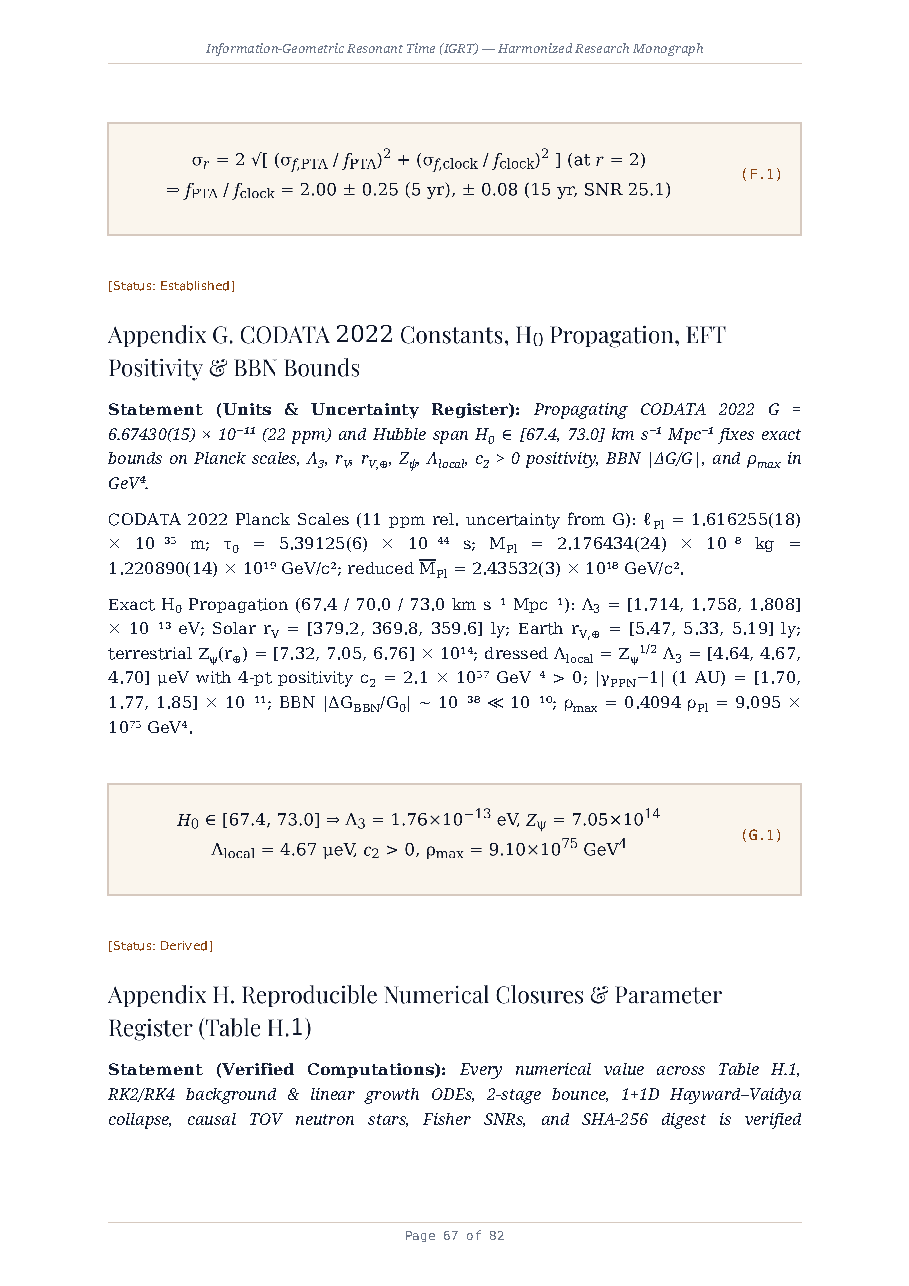 Information-Geometric Resonant Time (IGRT) — Harmonized Research Monograph
σr = 2 √[ (σf,PTA / fPTA)² + (σf,clock / fclock)² ] (at r = 2)
⇒ fPTA / fclock = 2.00 ± 0.25 (5 yr), ± 0.08 (15 yr, SNR 25.1)
(F.1)
[Status: Established]
Appendix G. CODATA 2022 Constants, H₀ Propagation, EFT
Positivity & BBN Bounds
Statement (Units & Uncertainty Register): Propagating CODATA 2022 G =
6.67430(15) × 10⁻¹¹ (22 ppm) and Hubble span H₀ ∈ [67.4, 73.0] km s⁻¹ Mpc⁻¹ fixes exact
bounds on Planck scales, Λ₃, rV, rV,⊕, Zψ, Λlocal, c₂ > 0 positivity, BBN |ΔG/G|, and ρmax in
GeV⁴.
CODATA 2022 Planck Scales (11 ppm rel. uncertainty from G): ℓPl = 1.616255(18)
× 10⁻³⁵ m; τ₀ = 5.39125(6) × 10⁻⁴⁴ s; MPl = 2.176434(24) × 10⁻⁸ kg =
1.220890(14) × 10¹⁹ GeV/c²; reduced M̅Pl = 2.43532(3) × 10¹⁸ GeV/c².
Exact H₀ Propagation (67.4 / 70.0 / 73.0 km s⁻¹ Mpc⁻¹): Λ₃ = [1.714, 1.758, 1.808]
× 10⁻¹³ eV; Solar rV = [379.2, 369.8, 359.6] ly; Earth rV,⊕ = [5.47, 5.33, 5.19] ly;
terrestrial Zψ(r⊕) = [7.32, 7.05, 6.76] × 10¹⁴; dressed Λlocal = Zψ¹ᐟ² Λ₃ = [4.64, 4.67,
4.70] μeV with 4-pt positivity c₂ = 2.1 × 10⁵⁷ GeV⁻⁴ > 0; |γPPN−1| (1 AU) = [1.70,
1.77, 1.85] × 10⁻¹¹; BBN |ΔGBBN/G₀| ~ 10⁻³⁸ ≪ 10⁻¹⁰; ρmax = 0.4094 ρPl = 9.095 ×
10⁷⁵ GeV⁴.
H₀ ∈ [67.4, 73.0] ⇒ Λ₃ = 1.76×10⁻¹³ eV, Zψ = 7.05×10¹⁴
Λlocal = 4.67 μeV, c₂ > 0, ρmax = 9.10×10⁷⁵ GeV⁴
(G.1)
[Status: Derived]
Appendix H. Reproducible Numerical Closures & Parameter
Register (Table H.1)
Statement (Verified Computations): Every numerical value across Table H.1,
RK2/RK4 background & linear growth ODEs, 2-stage bounce, 1+1D Hayward–Vaidya
collapse, causal TOV neutron stars, Fisher SNRs, and SHA-256 digest is verified
Page 67 of 82